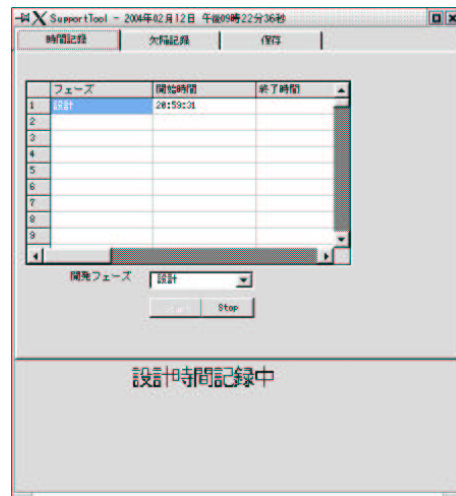 SupportTool - 2004年02月12日 午後09時22分36秒
時間記録 欠陥記録 保存
フェーズ 開始時間 終了時間
1 設計 20:59:31
2
3
4
5
6
7
8
9
開発フェーズ 設計
Stop
設計時間記録中